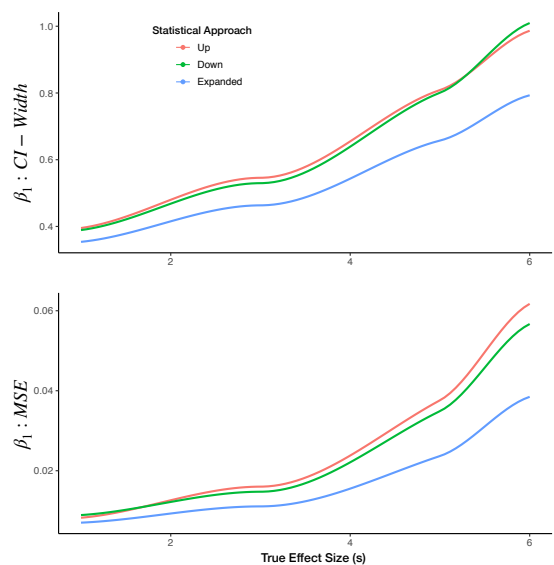 Statistical Approach
Up
Down
Expanded
β₁ : CI − Width
1.0
0.8
0.6
0.4
2
4
6
β₁ : MSE
0.06
0.04
0.02
2
4
6
True Effect Size (s)